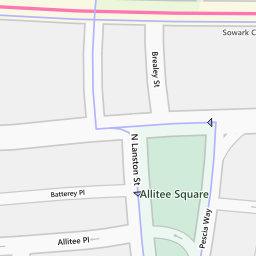 Sowark C
Brealey St
N Lanston St
Batterey Pl
Allitee Square
Allitee Pl
Pescia Way